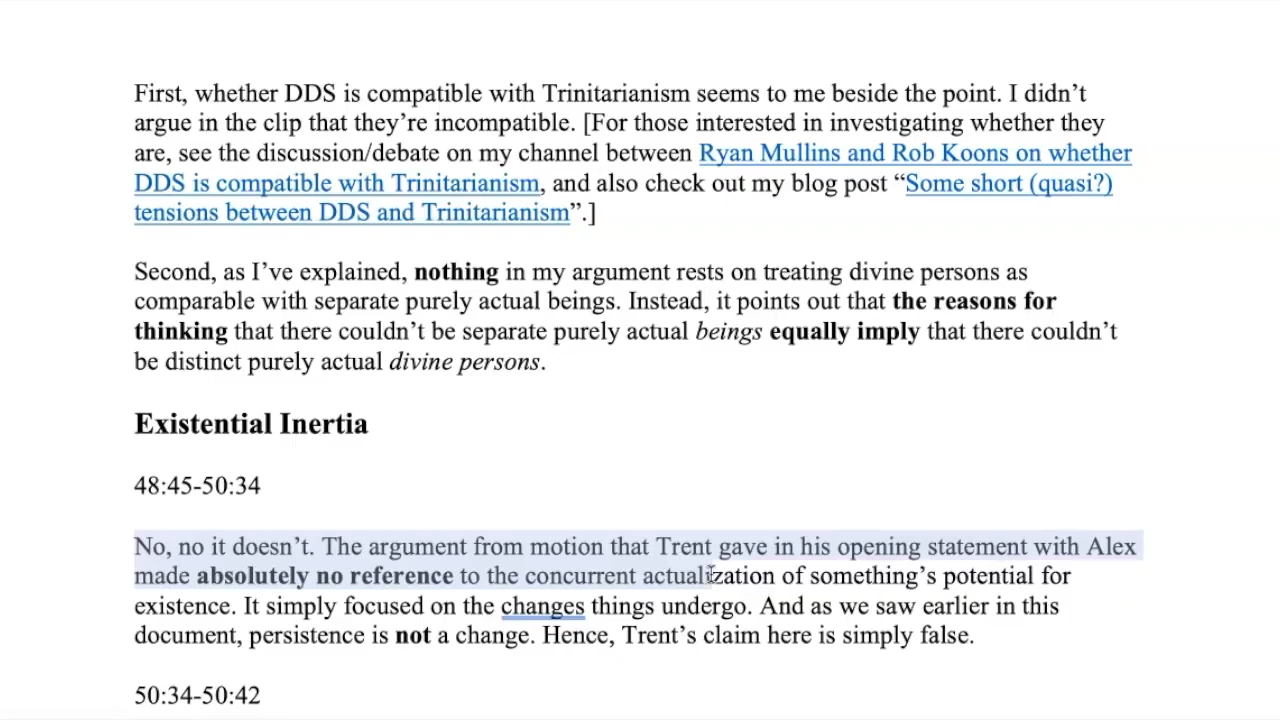 First, whether DDS is compatible with Trinitarianism seems to me beside the point. I didn’t
argue in the clip that they’re incompatible. [For those interested in investigating whether they
are, see the discussion/debate on my channel between Ryan Mullins and Rob Koons on whether
DDS is compatible with Trinitarianism, and also check out my blog post “Some short (quasi?)
tensions between DDS and Trinitarianism”.]
Second, as I’ve explained, nothing in my argument rests on treating divine persons as
comparable with separate purely actual beings. Instead, it points out that the reasons for
thinking that there couldn’t be separate purely actual beings equally imply that there couldn’t
be distinct purely actual divine persons.
Existential Inertia
48:45-50:34
No, no it doesn’t. The argument from motion that Trent gave in his opening statement with Alex
made absolutely no reference to the concurrent actualization of something’s potential for
existence. It simply focused on the changes things undergo. And as we saw earlier in this
document, persistence is not a change. Hence, Trent’s claim here is simply false.
50:34-50:42